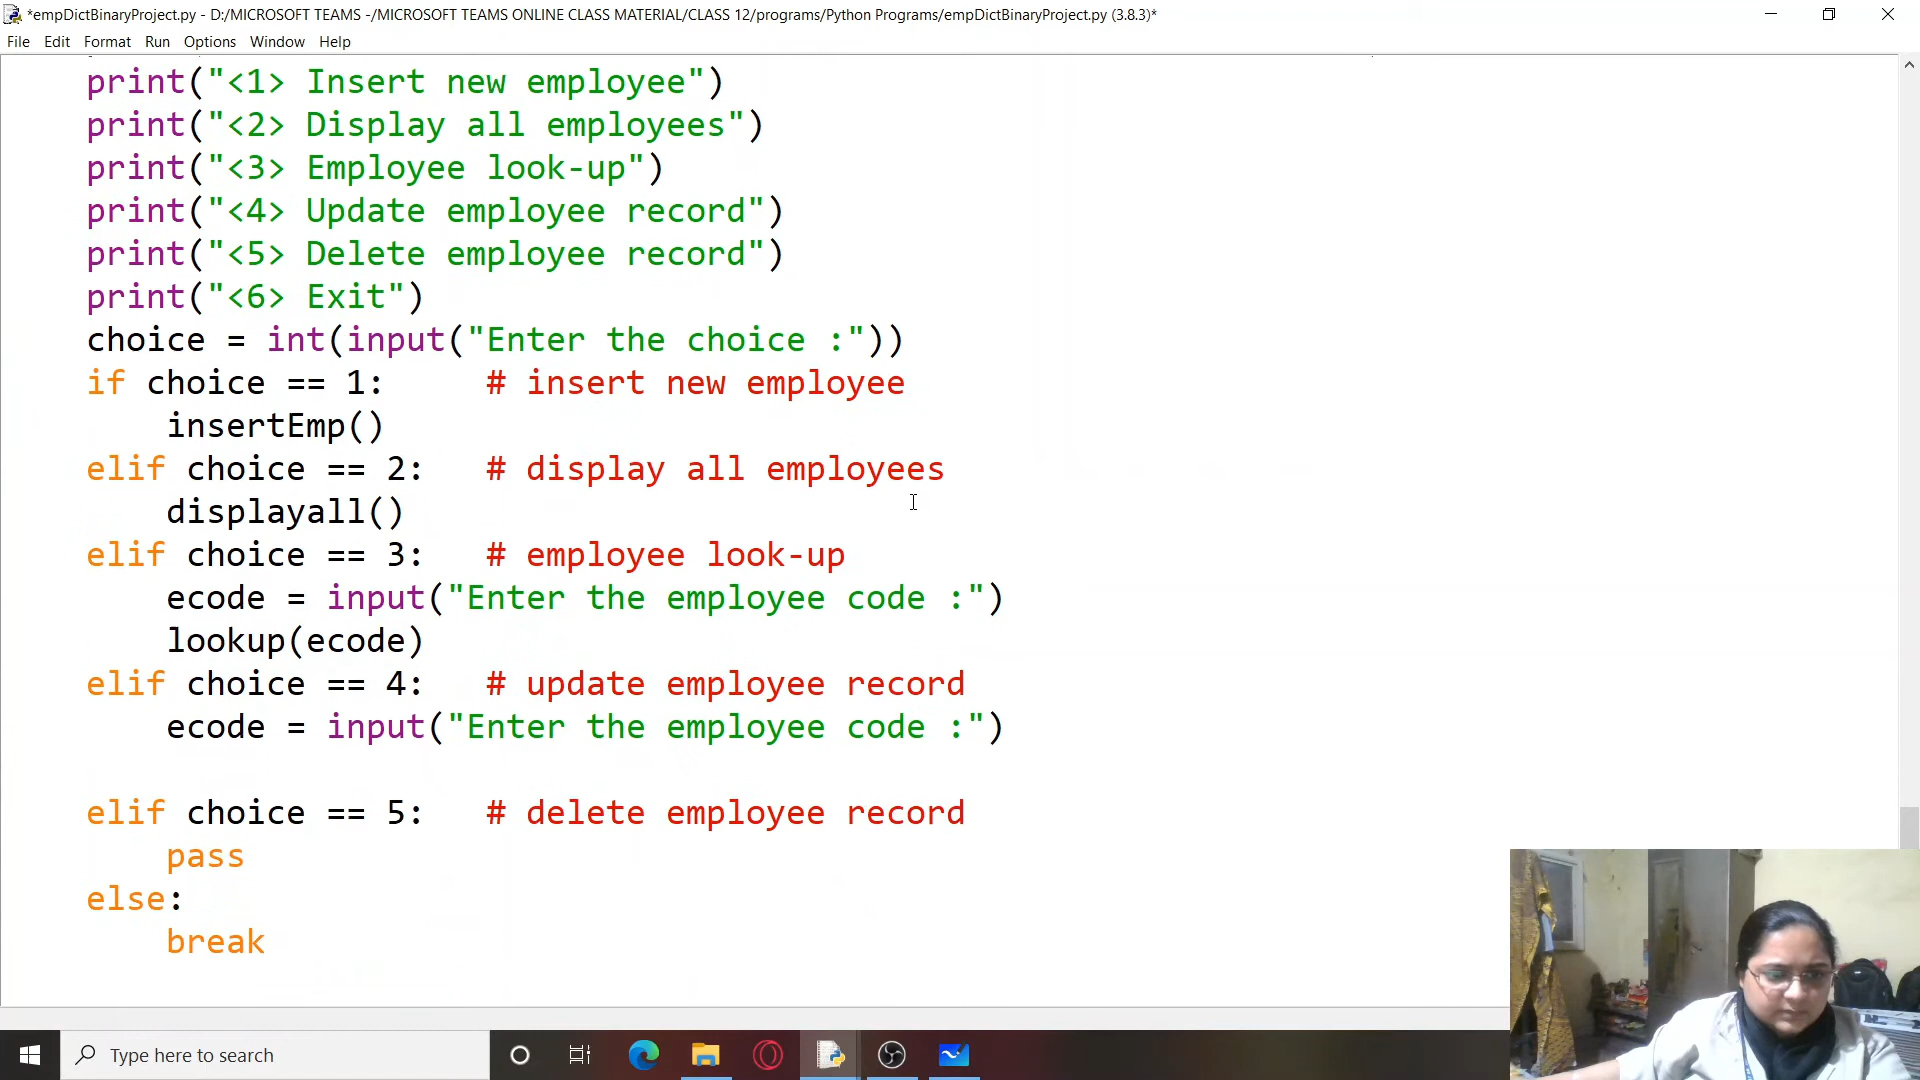 *empDictBinaryProject.py - D:/MICROSOFT TEAMS -/MICROSOFT TEAMS ONLINE CLASS MATERIAL/CLASS 12/programs/Python Programs/empDictBinaryProject.py (3.8.3)*
File Edit Format Run Options Window Help
print("<1> Insert new employee")
print("<2> Display all employees")
print("<3> Employee look-up")
print("<4> Update employee record")
print("<5> Delete employee record")
print("<6> Exit")
choice = int(input("Enter the choice :"))
if choice == 1: # insert new employee
insertEmp()
elif choice == 2: # display all employees
displayall()
elif choice == 3: # employee look-up
ecode = input("Enter the employee code :")
lookup(ecode)
elif choice == 4: # update employee record
ecode = input("Enter the employee code :")
elif choice == 5: # delete employee record
pass
else:
break
Type here to search